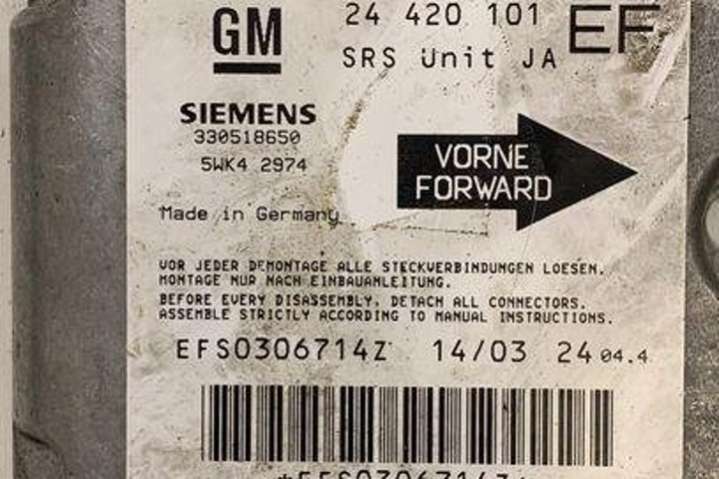 GM
24 420 101 EF
SRS Unit JA
SIEMENS
330518650
5WK4 2974
VORNE
FORWARD
Made in Germany
VOR JEDER DEMONTAGE ALLE STECKVERBINDUNGEN LOESEN.
MONTAGE NUR NACH EINBAUANLEITUNG.
BEFORE EVERY DISASSEMBLY, DETACH ALL CONNECTORS.
ASSEMBLE STRICTLY ACCORDING TO MANUAL INSTRUCTIONS.
EFS0306714Z 14/03 24 04.4
*EFS0306714Z*